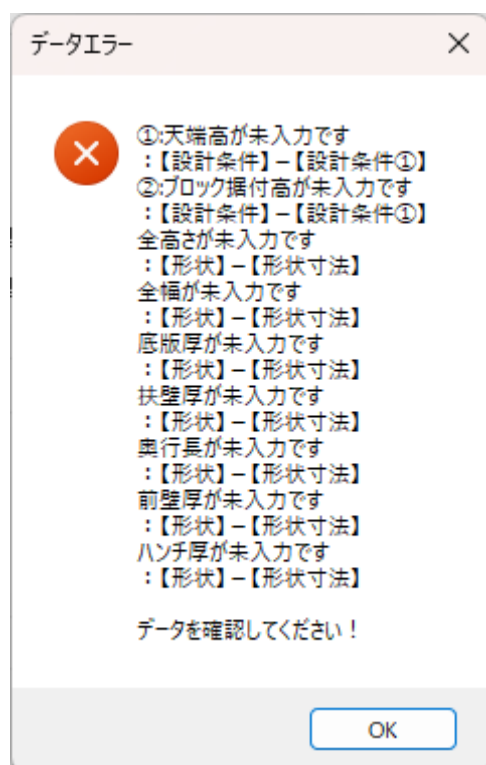 データエラー
①:天端高が未入力です
：【設計条件】－【設計条件①】
②:ブロック据付高が未入力です
：【設計条件】－【設計条件①】
全高さが未入力です
：【形状】－【形状寸法】
全幅が未入力です
：【形状】－【形状寸法】
底版厚が未入力です
：【形状】－【形状寸法】
扶壁厚が未入力です
：【形状】－【形状寸法】
奥行長が未入力です
：【形状】－【形状寸法】
前壁厚が未入力です
：【形状】－【形状寸法】
ハンチ厚が未入力です
：【形状】－【形状寸法】
データを確認してください！
OK